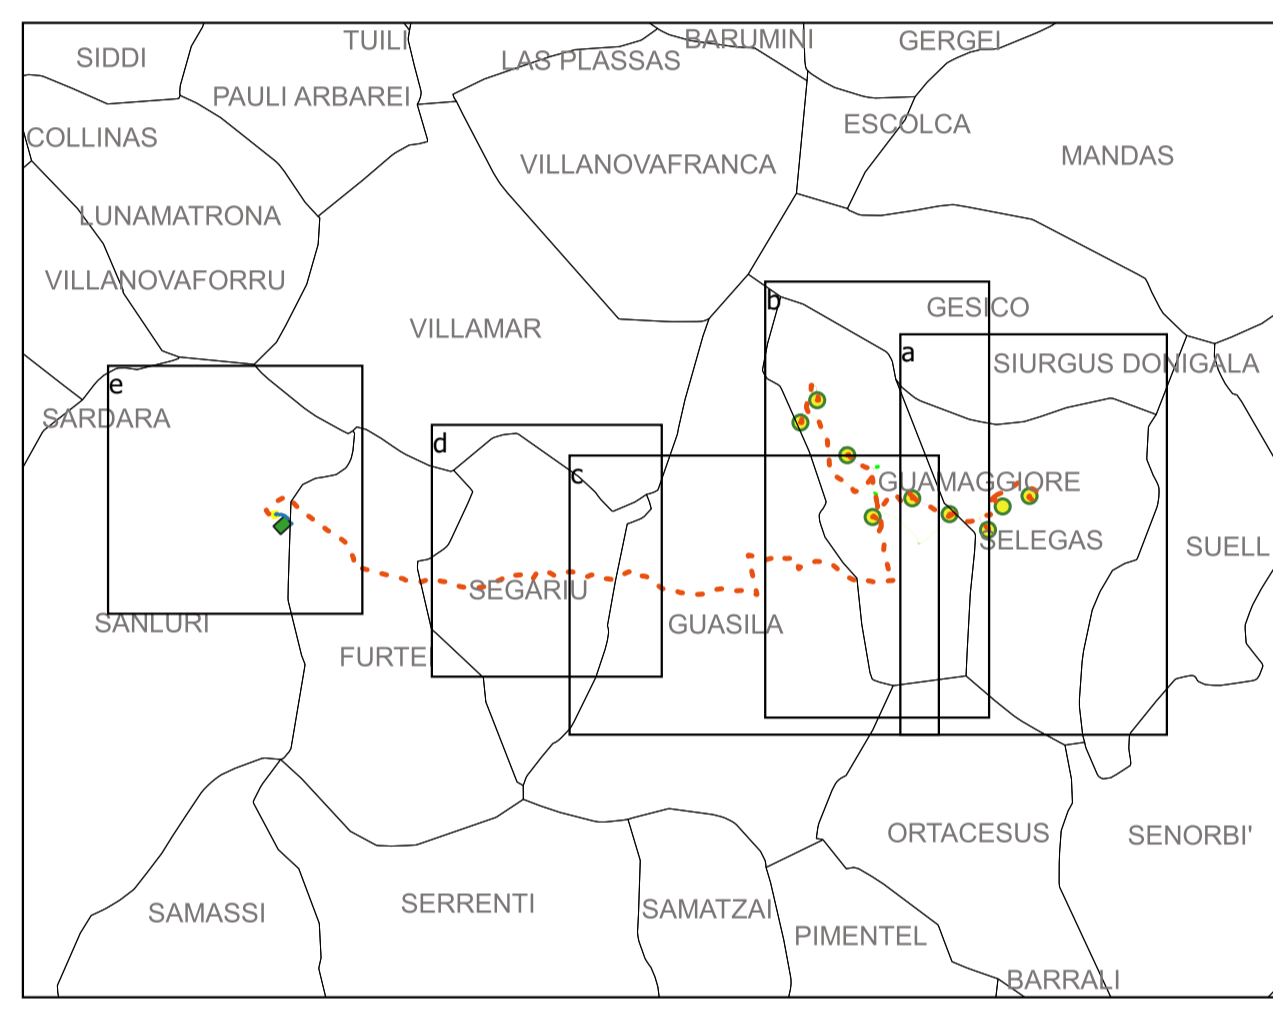 TUILI
BARUMINI
GERGEI
SIDDI
LAS PLASSAS
PAULI ARBAREI
ESCOLCA
COLLINAS
MANDAS
VILLANOVAFRANCA
LUNAMATRONA
VILLANOVAFORRU
b
GESICO
VILLAMAR
a
SIURGUS DONIGALA
e
SARDARA
d
c
GUAMAGGIORE
SELEGAS
SUELL
SEGARIU
SANLURI
GUASILA
FURTEI
ORTACESUS
SENORBI'
SERRENTI
SAMASSI
SAMATZAI
PIMENTEL
BARRALI